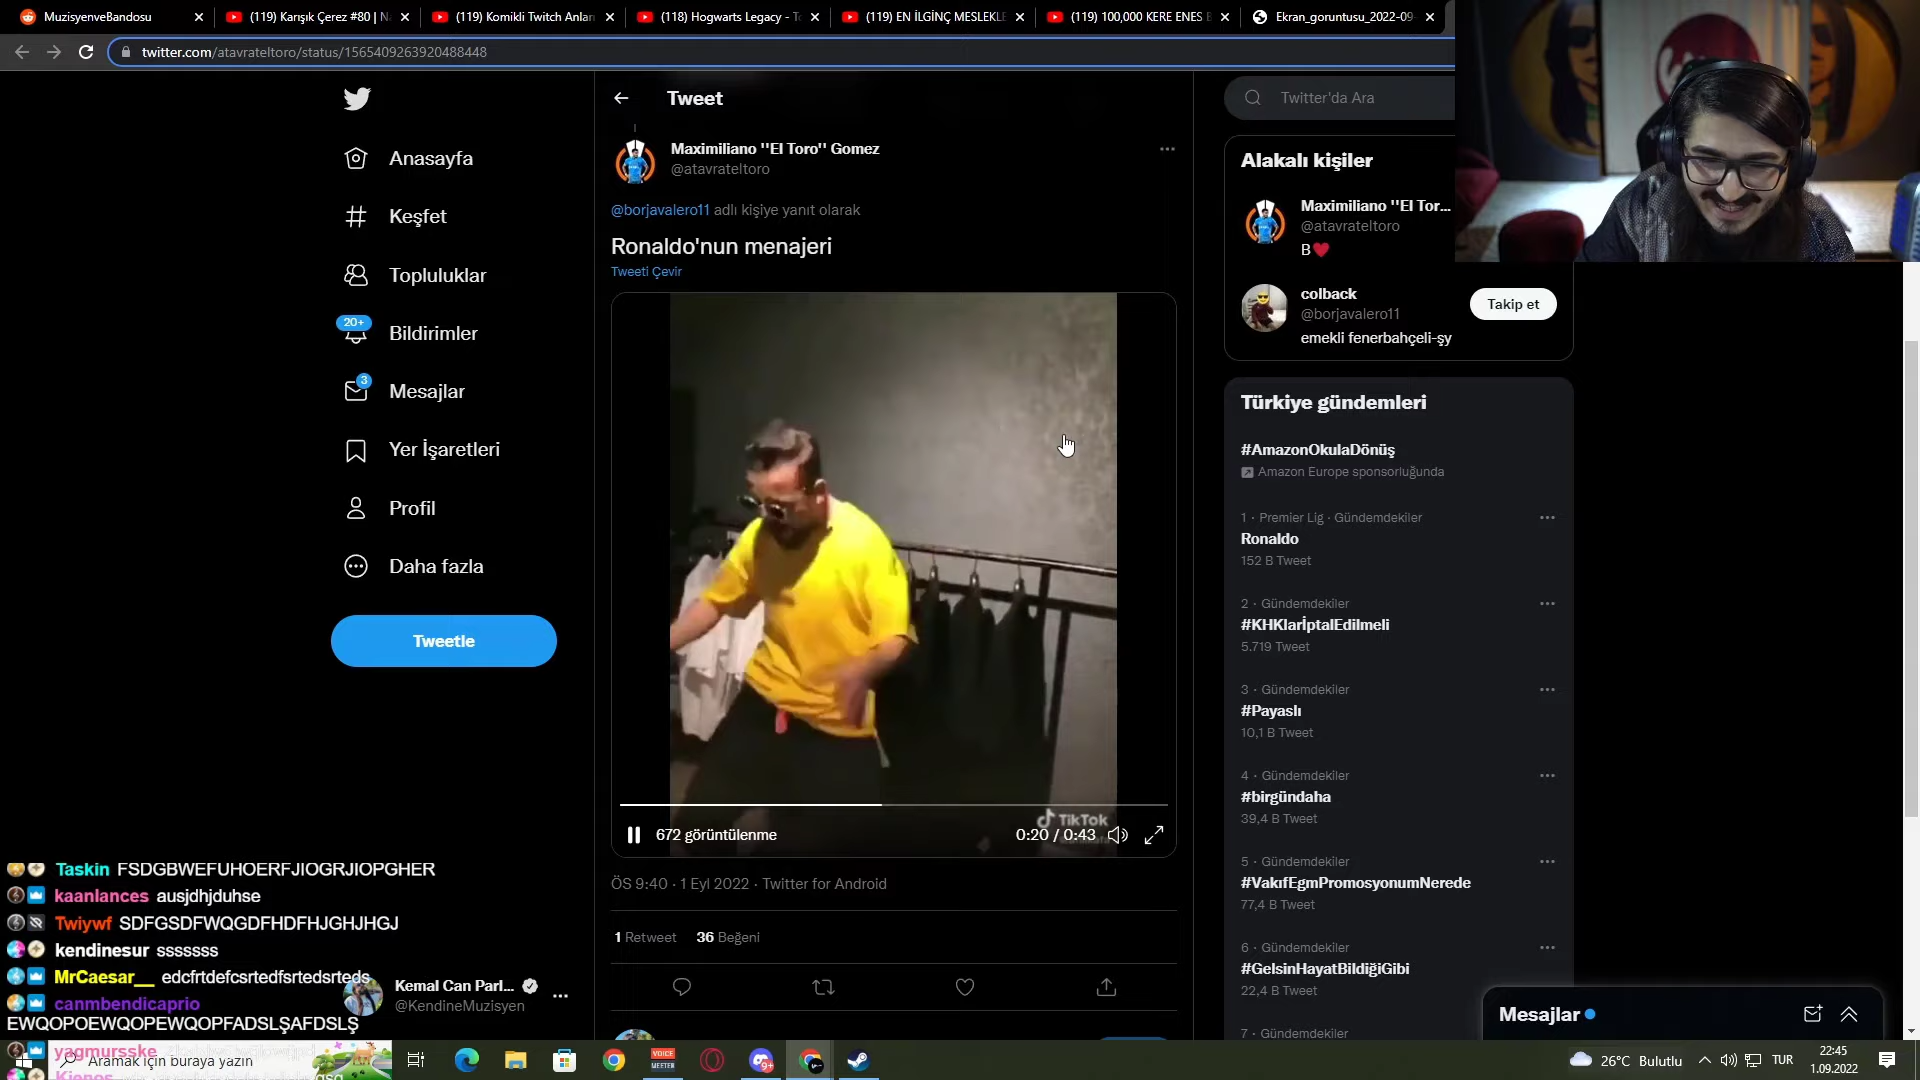 MuzisyenveBandosu
(119) Karışık Çerez #80 | N
(119) Komikli Twitch Anlar
(118) Hogwarts Legacy - T
(119) EN İLGİNÇ MESLEKLE
(119) 100,000 KERE ENES B
Ekran_goruntusu_2022-09
twitter.com/atavrateltoro/status/1565409263920488448
Anasayfa
Keşfet
Topluluklar
20+
Bildirimler
3
Mesajlar
Yer İşaretleri
Profil
Daha fazla
Tweetle
Tweet
Maximiliano "El Toro" Gomez
@atavrateltoro
@borjavalero11 adlı kişiye yanıt olarak
Ronaldo'nun menajeri
Tweeti Çevir
TikTok
672 görüntülenme
0:20 / 0:43
ÖS 9:40 · 1 Eyl 2022 · Twitter for Android
1 Retweet 36 Beğeni
Twitter'da Ara
Alakalı kişiler
Maximiliano "El Tor...
@atavrateltoro
B❤️
colback
@borjavalero11
Takip et
emekli fenerbahçeli-şy
Türkiye gündemleri
#AmazonOkulaDönüş
Amazon Europe sponsorluğunda
1 · Premier Lig · Gündemdekiler
Ronaldo
152 B Tweet
2 · Gündemdekiler
#KHKlarİptalEdilmeli
5.719 Tweet
3 · Gündemdekiler
#Payaslı
10,1 B Tweet
4 · Gündemdekiler
#birgündaha
39,4 B Tweet
5 · Gündemdekiler
#VakıfEgmPromosyonumNerede
77,4 B Tweet
6 · Gündemdekiler
#GelsinHayatBildiğiGibi
22,4 B Tweet
7 · Gündemdekiler
Mesajlar
Taskin FSDGBWEFUHOERFJIOGRJIOPGHER
kaanlances ausjdhjduhse
Twiywf SDFGSDFWQGDFHDFHJGHJHGJ
kendinesur sssssss
MrCaesar__ edcfrtdefcsrtedfsrtedsrteds
canmbendicaprio
EWQOPOEWQOPEWQOPFADSLŞAFDSLŞ
yagmursske
Kemal Can Parl...
@KendineMuzisyen
Aramak için buraya yazın
VOICE
MEETER
9+
26°C Bulutlu
TUR
22:45
1.09.2022